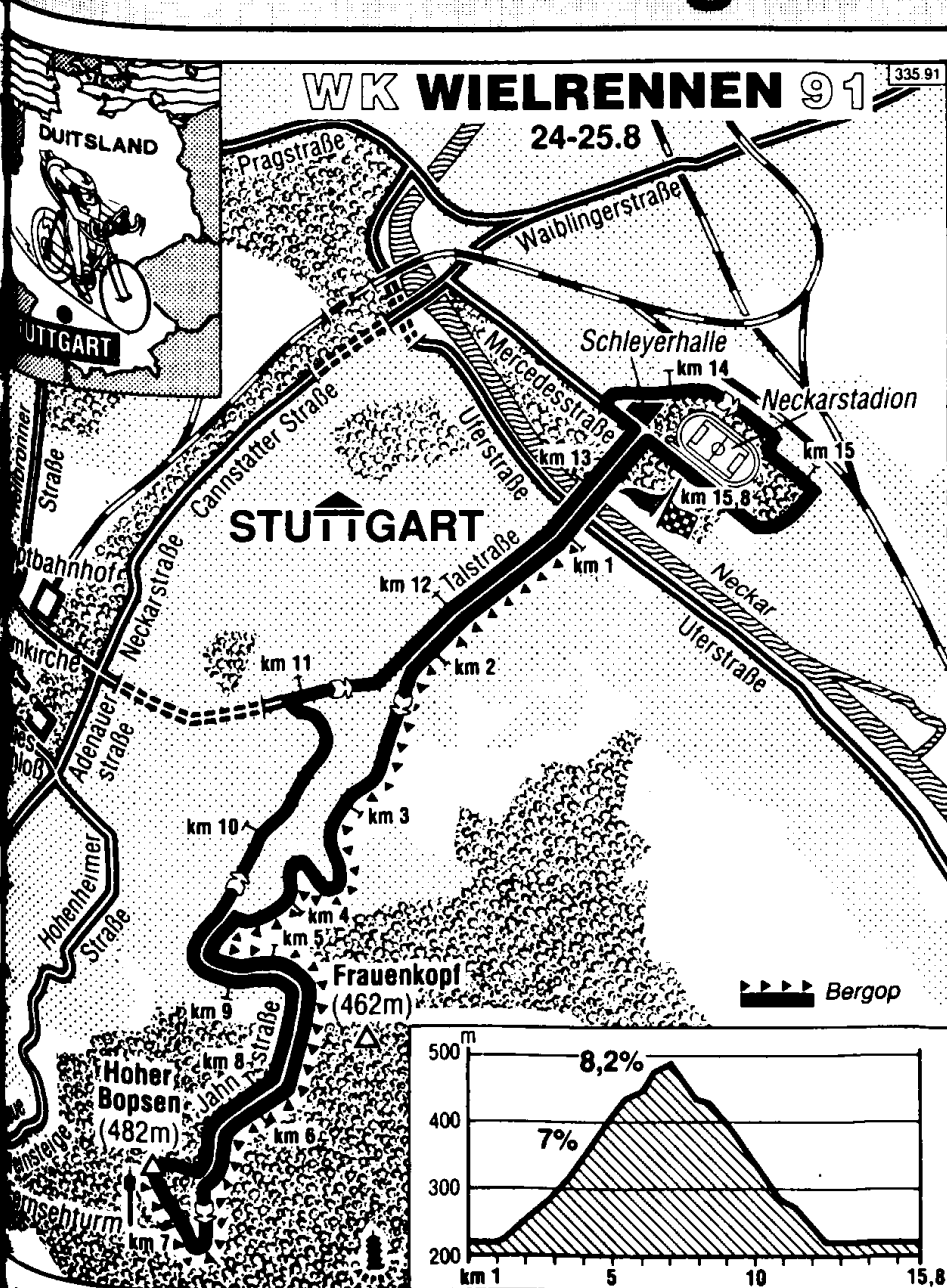 WK WIELRENNEN 91
335.91
24-25.8
DUITSLAND
Pragstraße
Waiblingerstraße
Schleyerhalle
km 14
Neckarstadion
Mercedesstraße
km 15
Cannstatter Straße
Uferstraße
km 13
km 15,8
Straße
STUTTGART
Talstraße
km 12
km 1
Neckar
Neckarstraße
Uferstraße
km 11
km 2
Adenauer
straße
km 10
km 3
Hohenheimer
Straße
km 4
km 5
Frauenkopf
(462m)
Bergop
km 9
km 8
Jahnstraße
Hoher
Bopsen
(482m)
km 6
km 7
m
500
400
300
200
8,2%
7%
km 1
5
10
15,8